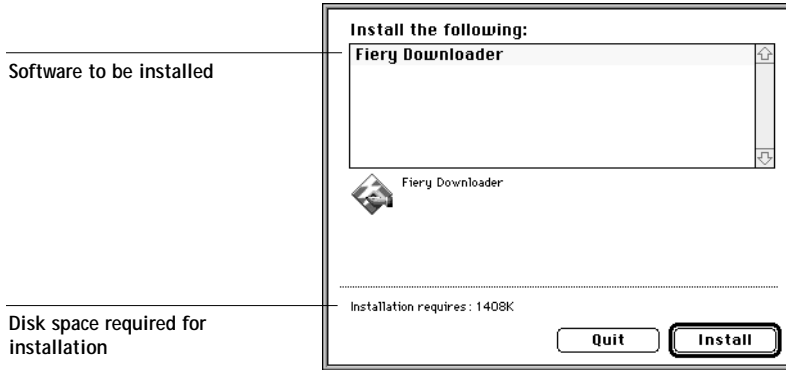 Install the following:
Fiery Downloader
Software to be installed
Fiery Downloader
Installation requires: 1408K
Disk space required for
installation
Quit
Install